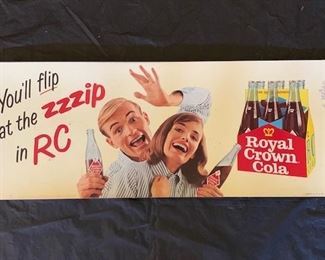 You'll flip
at the zzzip
in RC
Royal
Crown
Cola